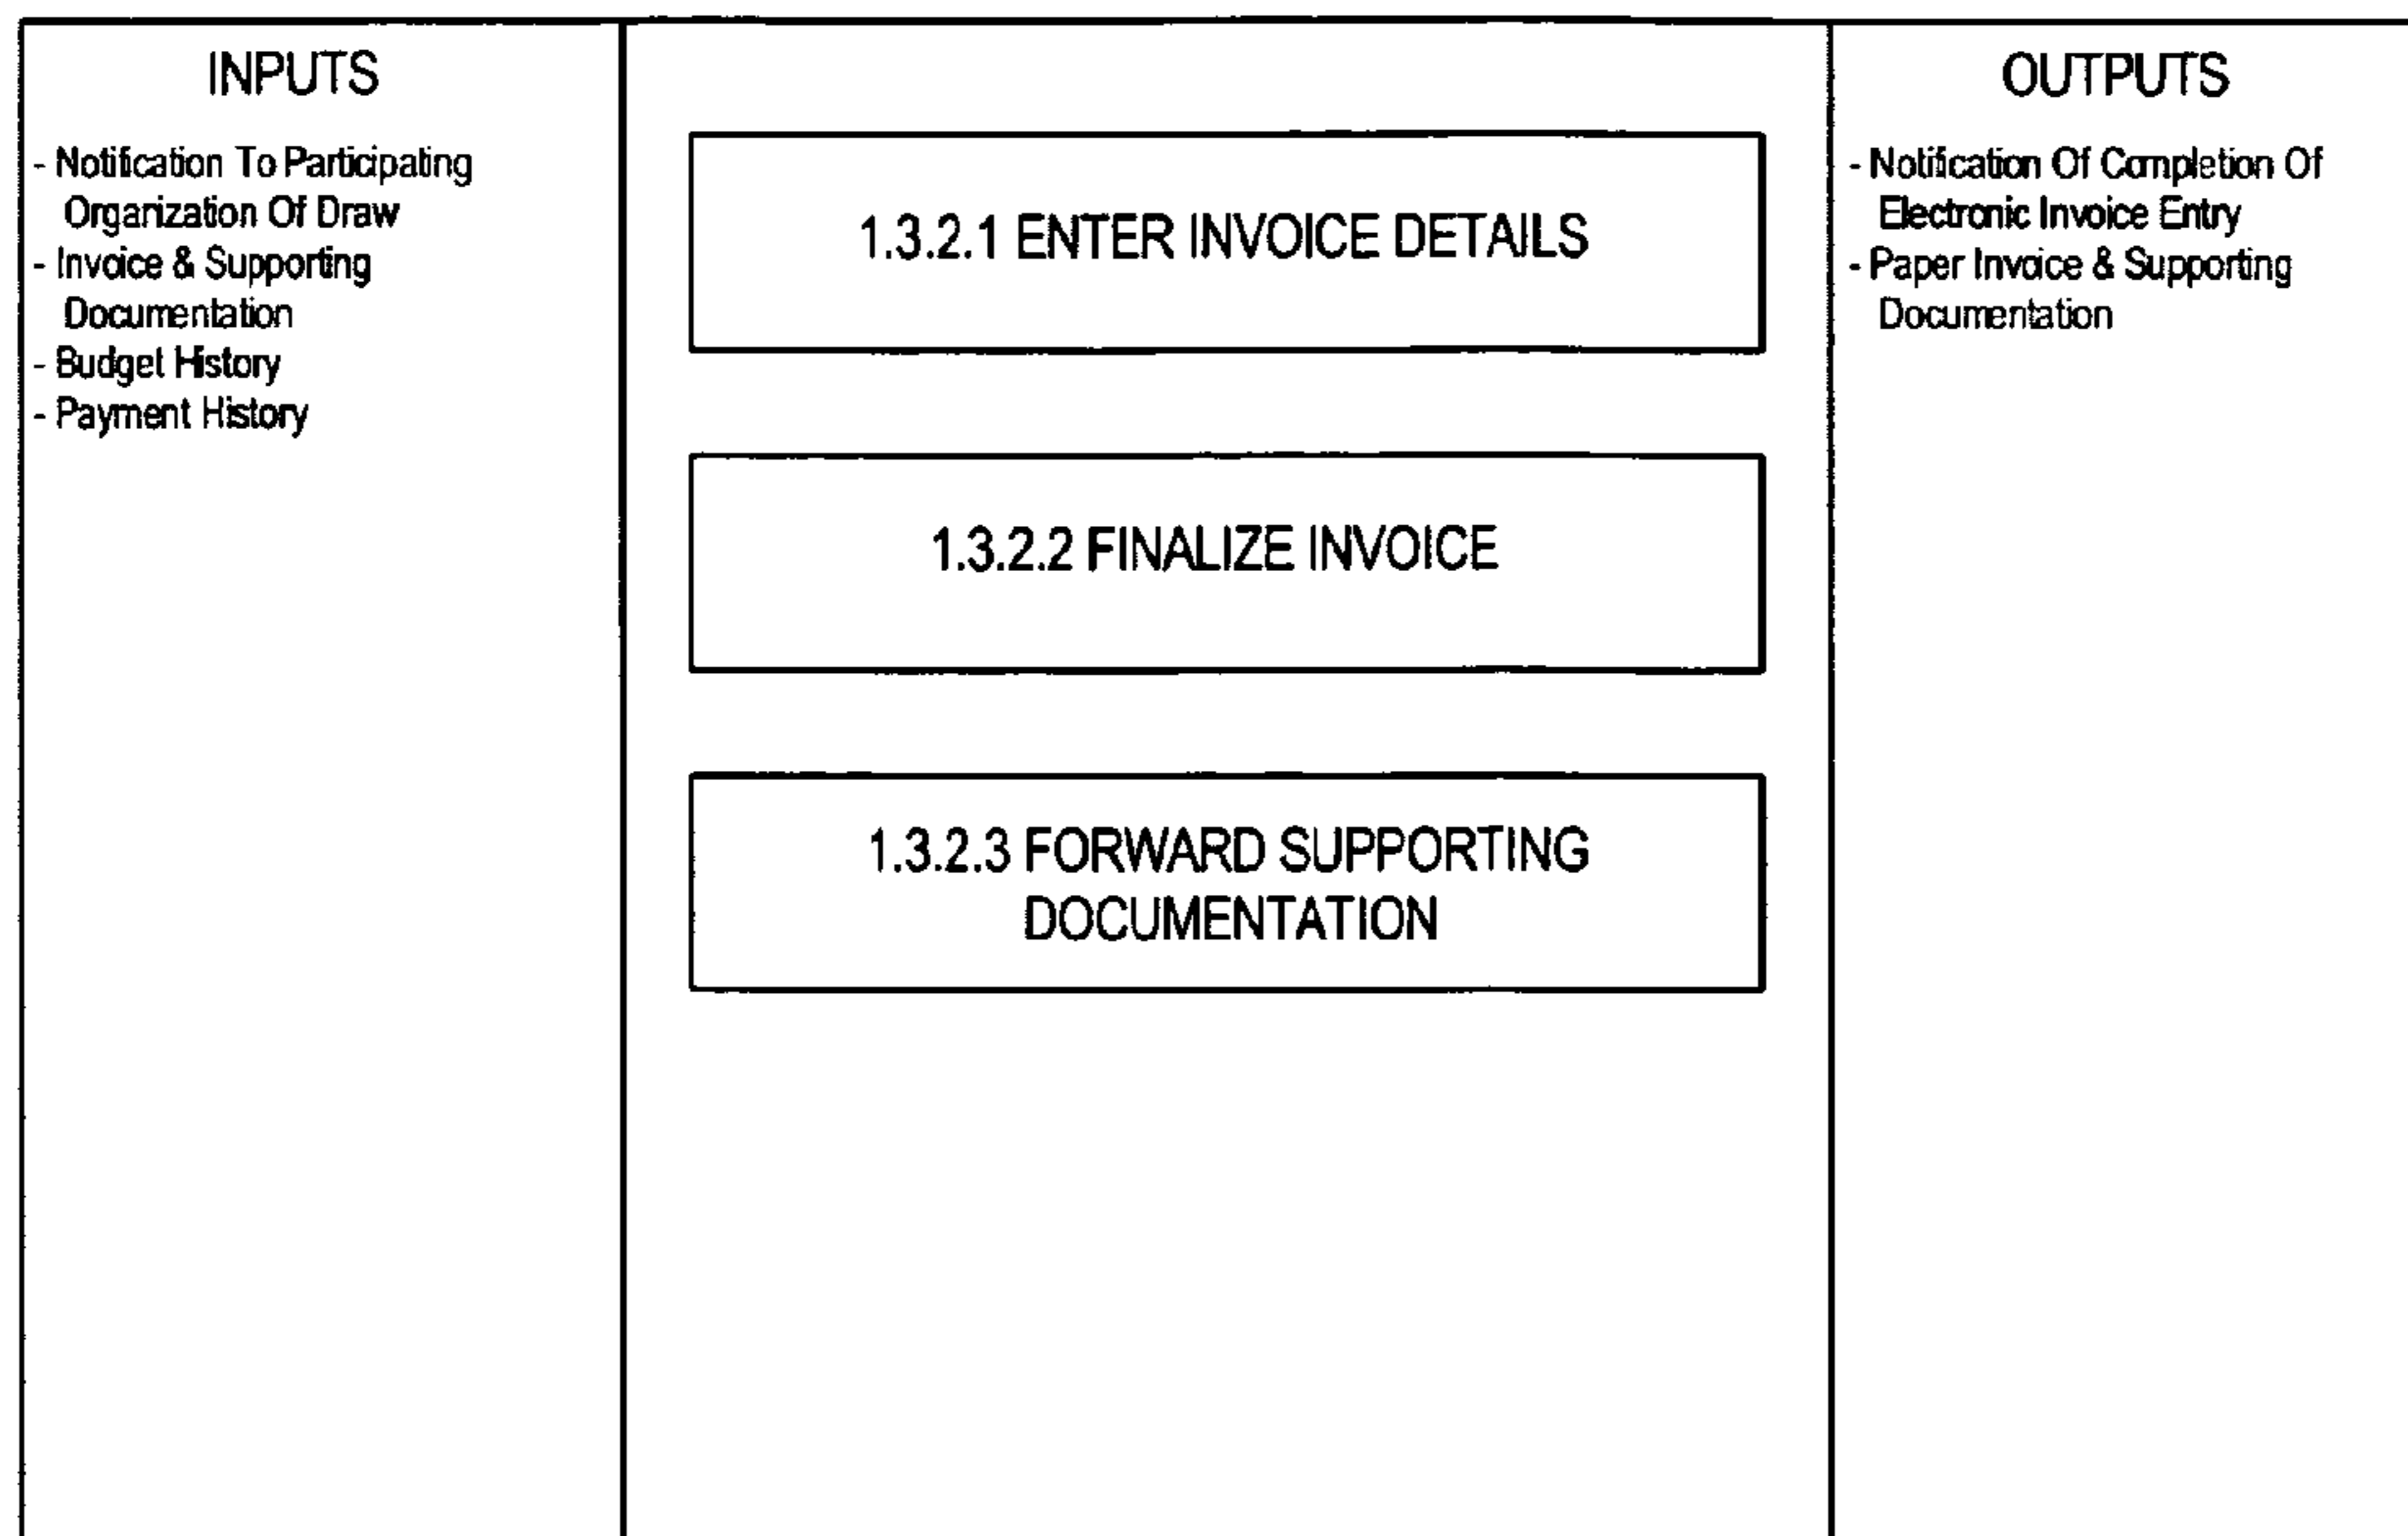 INPUTS
- Notification To Participating
Organization Of Draw
- Invoice & Supporting
Documentation
- Budget History
- Payment History
1.3.2.1 ENTER INVOICE DETAILS
1.3.2.2 FINALIZE INVOICE
1.3.2.3 FORWARD SUPPORTING
DOCUMENTATION
OUTPUTS
- Notification Of Completion Of
Electronic Invoice Entry
- Paper Invoice & Supporting
Documentation